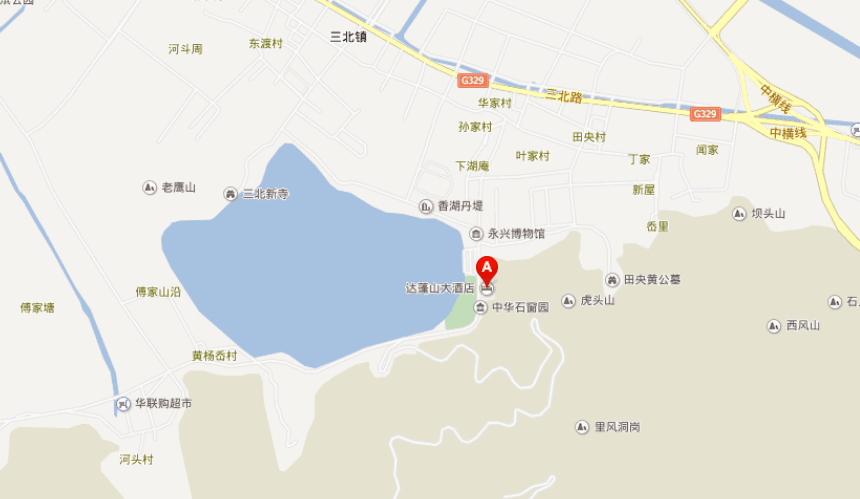 三北镇
东渡村
河斗周
G329
三北路
中横线
华家村
G329
孙家村
田央村
中横线
叶家村
丁家
闻家
下湖庵
老鹰山
三北新寺
新屋
香湖丹堤
坝头山
岙里
永兴博物馆
田央黄公墓
达蓬山大酒店
A
傅家山沿
虎头山
傅家塘
中华石窗园
西风山
黄杨岙村
华联购超市
里风洞岗
河头村